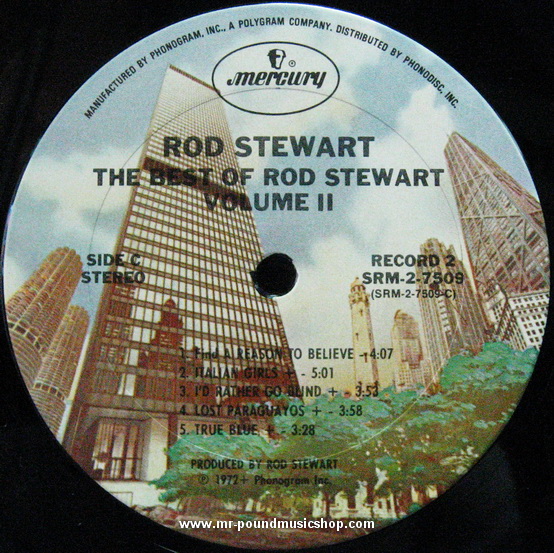 MANUFACTURED BY PHONOGRAM, INC., A POLYGRAM COMPANY. DISTRIBUTED BY PHONODISC, INC.
®
mercury
ROD STEWART
THE BEST OF ROD STEWART
VOLUME II
SIDE C
STEREO
RECORD 2
SRM-2-7509
(SRM-2-7509-C)
1. Find A REASON TO BELIEVE - 4:07
2. ITALIAN GIRLS + - 5:01
3. I'D RATHER GO BLIND + - 3:53
4. LOST PARAGUAYOS + - 3:58
5. TRUE BLUE + - 3:28
PRODUCED BY ROD STEWART
℗ 1972+ Phonogram Inc.
www.mr-poundmusicshop.com